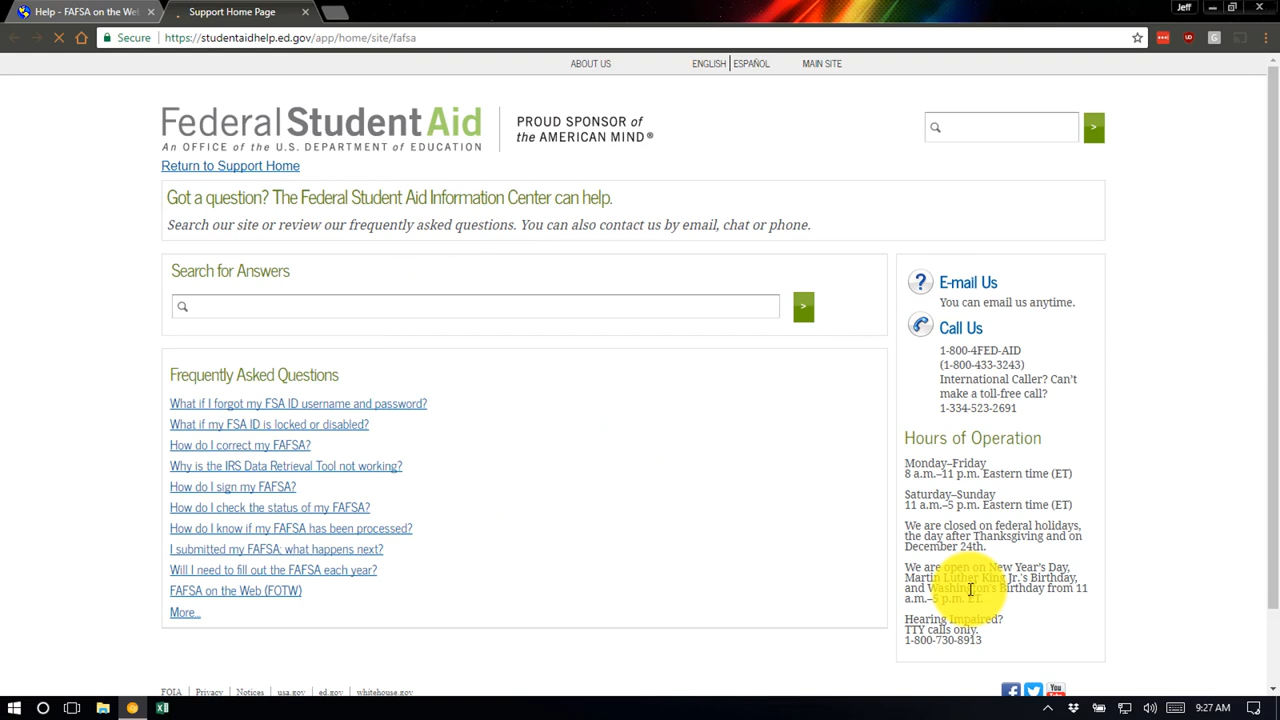 Help - FAFSA on the Web
Support Home Page
Jeff
Secure
https://studentaidhelp.ed.gov/app/home/site/fafsa
ABOUT US
ENGLISH
ESPAÑOL
MAIN SITE
Federal Student Aid
An OFFICE of the U.S. DEPARTMENT of EDUCATION
PROUD SPONSOR of
the AMERICAN MIND®
>
Return to Support Home
Got a question? The Federal Student Aid Information Center can help.
Search our site or review our frequently asked questions. You can also contact us by email, chat or phone.
Search for Answers
>
Frequently Asked Questions
What if I forgot my FSA ID username and password?
What if my FSA ID is locked or disabled?
How do I correct my FAFSA?
Why is the IRS Data Retrieval Tool not working?
How do I sign my FAFSA?
How do I check the status of my FAFSA?
How do I know if my FAFSA has been processed?
I submitted my FAFSA; what happens next?
Will I need to fill out the FAFSA each year?
FAFSA on the Web (FOTW)
More...
E-mail Us
You can email us anytime.
Call Us
1-800-4FED-AID
(1-800-433-3243)
International Caller? Can't
make a toll-free call?
1-334-523-2691
Hours of Operation
Monday–Friday
8 a.m.–11 p.m. Eastern time (ET)
Saturday–Sunday
11 a.m.–5 p.m. Eastern time (ET)
We are closed on federal holidays,
the day after Thanksgiving and on
December 24th.
We are open on New Year's Day,
Martin Luther King Jr.'s Birthday,
and Washington's Birthday from 11
a.m.–5 p.m. ET.
Hearing Impaired?
TTY calls only.
1-800-730-8913
FOIA
Privacy
Notices
usa.gov
ed.gov
whitehouse.gov
You
9:27 AM